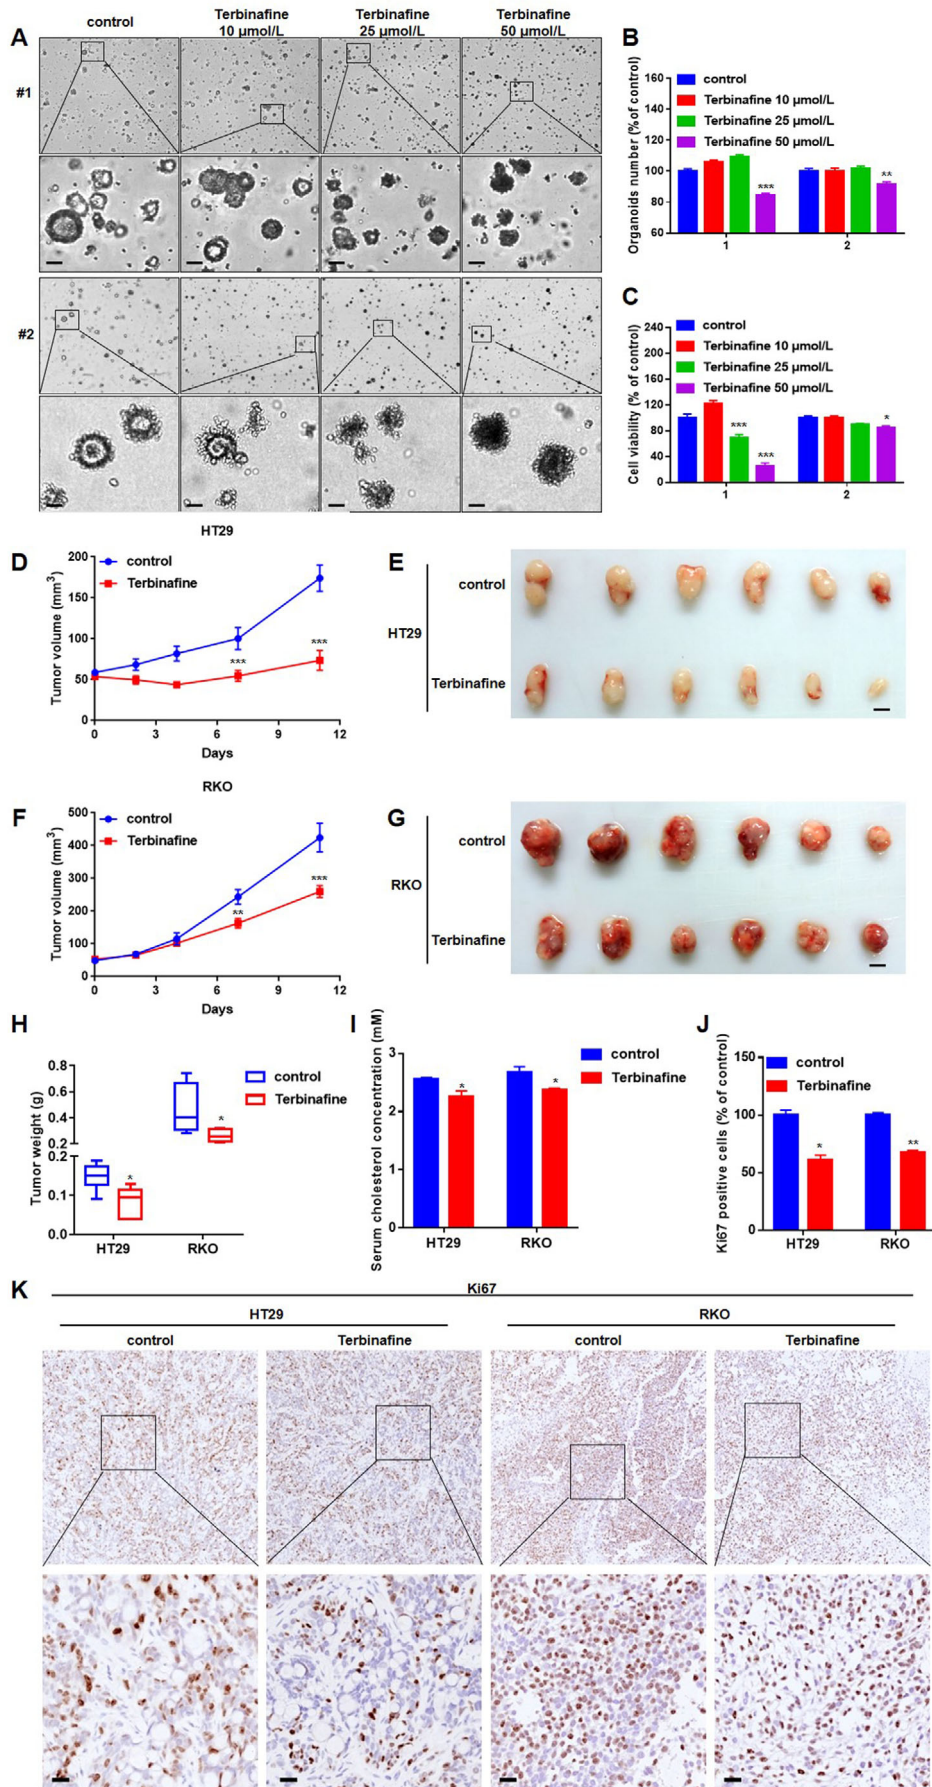 A
control
Terbinafine
10 µmol/L
Terbinafine
25 µmol/L
Terbinafine
50 µmol/L
#1
#2
B
Organoids number (% of control)
160
140
120
100
80
60
control
Terbinafine 10 µmol/L
Terbinafine 25 µmol/L
Terbinafine 50 µmol/L
***
**
1
2
C
Cell viability (% of control)
240
200
160
120
80
40
0
control
Terbinafine 10 µmol/L
Terbinafine 25 µmol/L
Terbinafine 50 µmol/L
***
***
*
1
2
D
HT29
Tumor volume (mm3)
200
150
100
50
0
control
Terbinafine
***
***
0
3
6
9
12
Days
E
HT29
control
Terbinafine
F
RKO
Tumor volume (mm3)
500
400
300
200
100
0
control
Terbinafine
**
***
0
3
6
9
12
Days
G
RKO
control
Terbinafine
H
Tumor weight (g)
0.8
0.6
0.4
0.2
0.2
0.1
0.0
control
Terbinafine
*
*
HT29
RKO
I
Serum cholesterol concentration (mM)
3
2
1
0
control
Terbinafine
*
*
HT29
RKO
J
Ki67 positive cells (% of control)
150
100
50
0
control
Terbinafine
*
**
HT29
RKO
K
Ki67
HT29
RKO
control
Terbinafine
control
Terbinafine